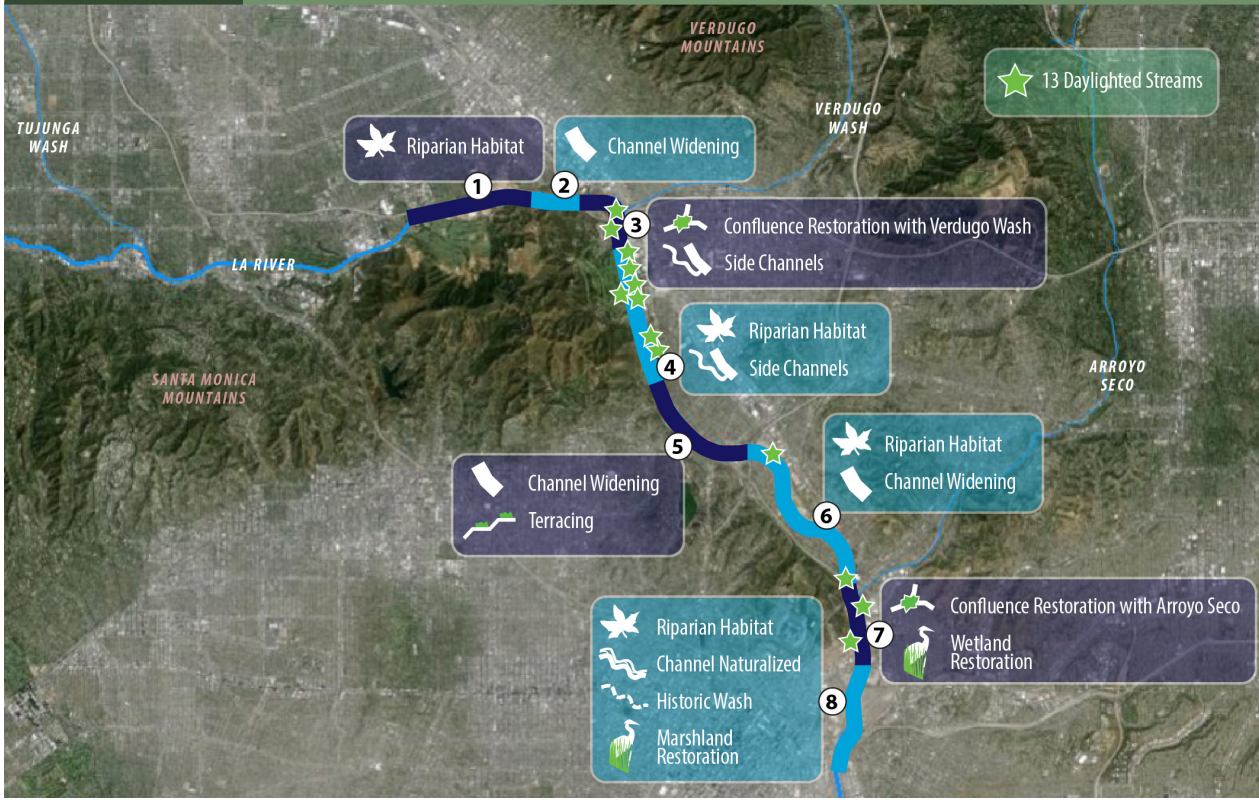 VERDUGO
MOUNTAINS
13 Daylighted Streams
TUJUNGA
WASH
VERDUGO
WASH
Riparian Habitat
Channel Widening
1
2
3
Confluence Restoration with Verdugo Wash
Side Channels
LA RIVER
Riparian Habitat
Side Channels
4
SANTA MONICA
MOUNTAINS
ARROYO
SECO
5
Riparian Habitat
Channel Widening
Channel Widening
Terracing
6
Confluence Restoration with Arroyo Seco
Wetland
Restoration
7
Riparian Habitat
Channel Naturalized
Historic Wash
Marshland
Restoration
8